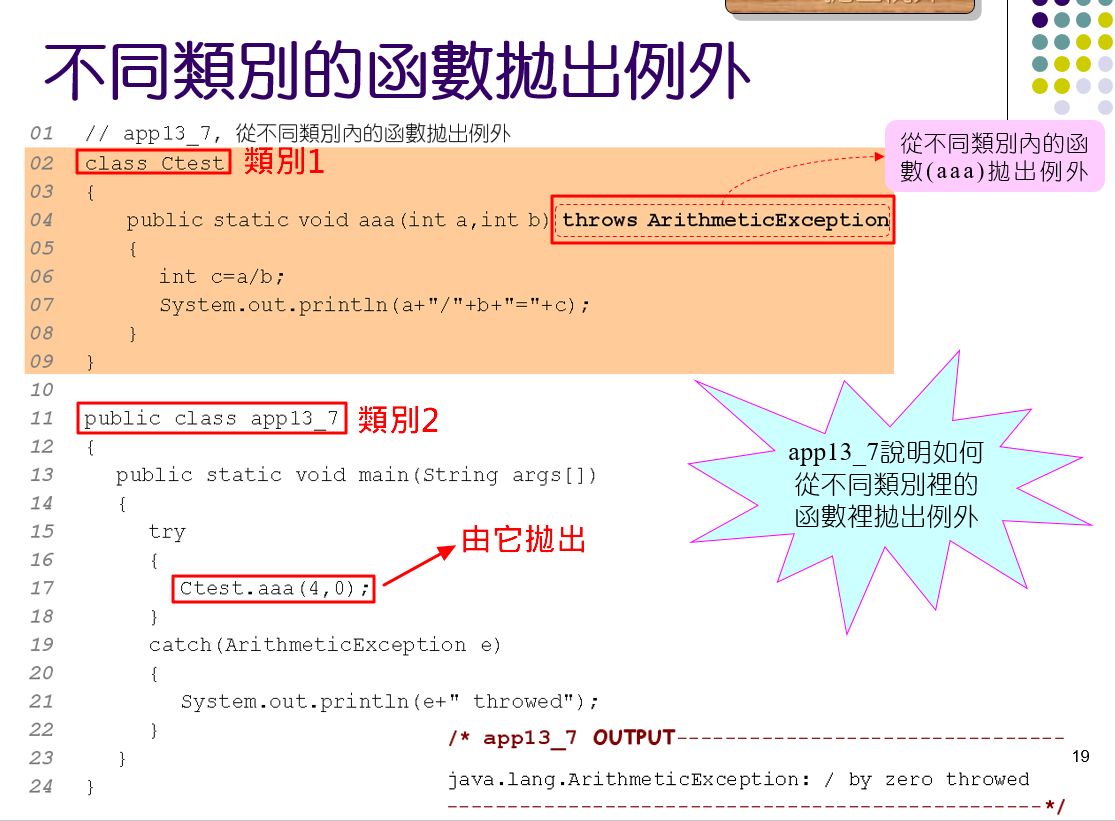 不同類別的函數拋出例外
01 // app13_7, 從不同類別內的函數拋出例外
02 class Ctest 類別1
從不同類別內的函
數(aaa)拋出例外
03 {
04 public static void aaa(int a,int b) throws ArithmeticException
05 {
06 int c=a/b;
07 System.out.println(a+"/"+b+"="+c);
08 }
09 }
10
11 public class app13_7 類別2
12 {
13 public static void main(String args[])
14 {
15 try
16 {
由它拋出
17 Ctest.aaa(4,0);
18 }
19 catch(ArithmeticException e)
20 {
21 System.out.println(e+" throwed");
22 }
23 }
24 }
app13_7說明如何
從不同類別裡的
函數裡拋出例外
/* app13_7 OUTPUT--------------------------------
java.lang.ArithmeticException: / by zero throwed
-------------------------------------------------*/
19